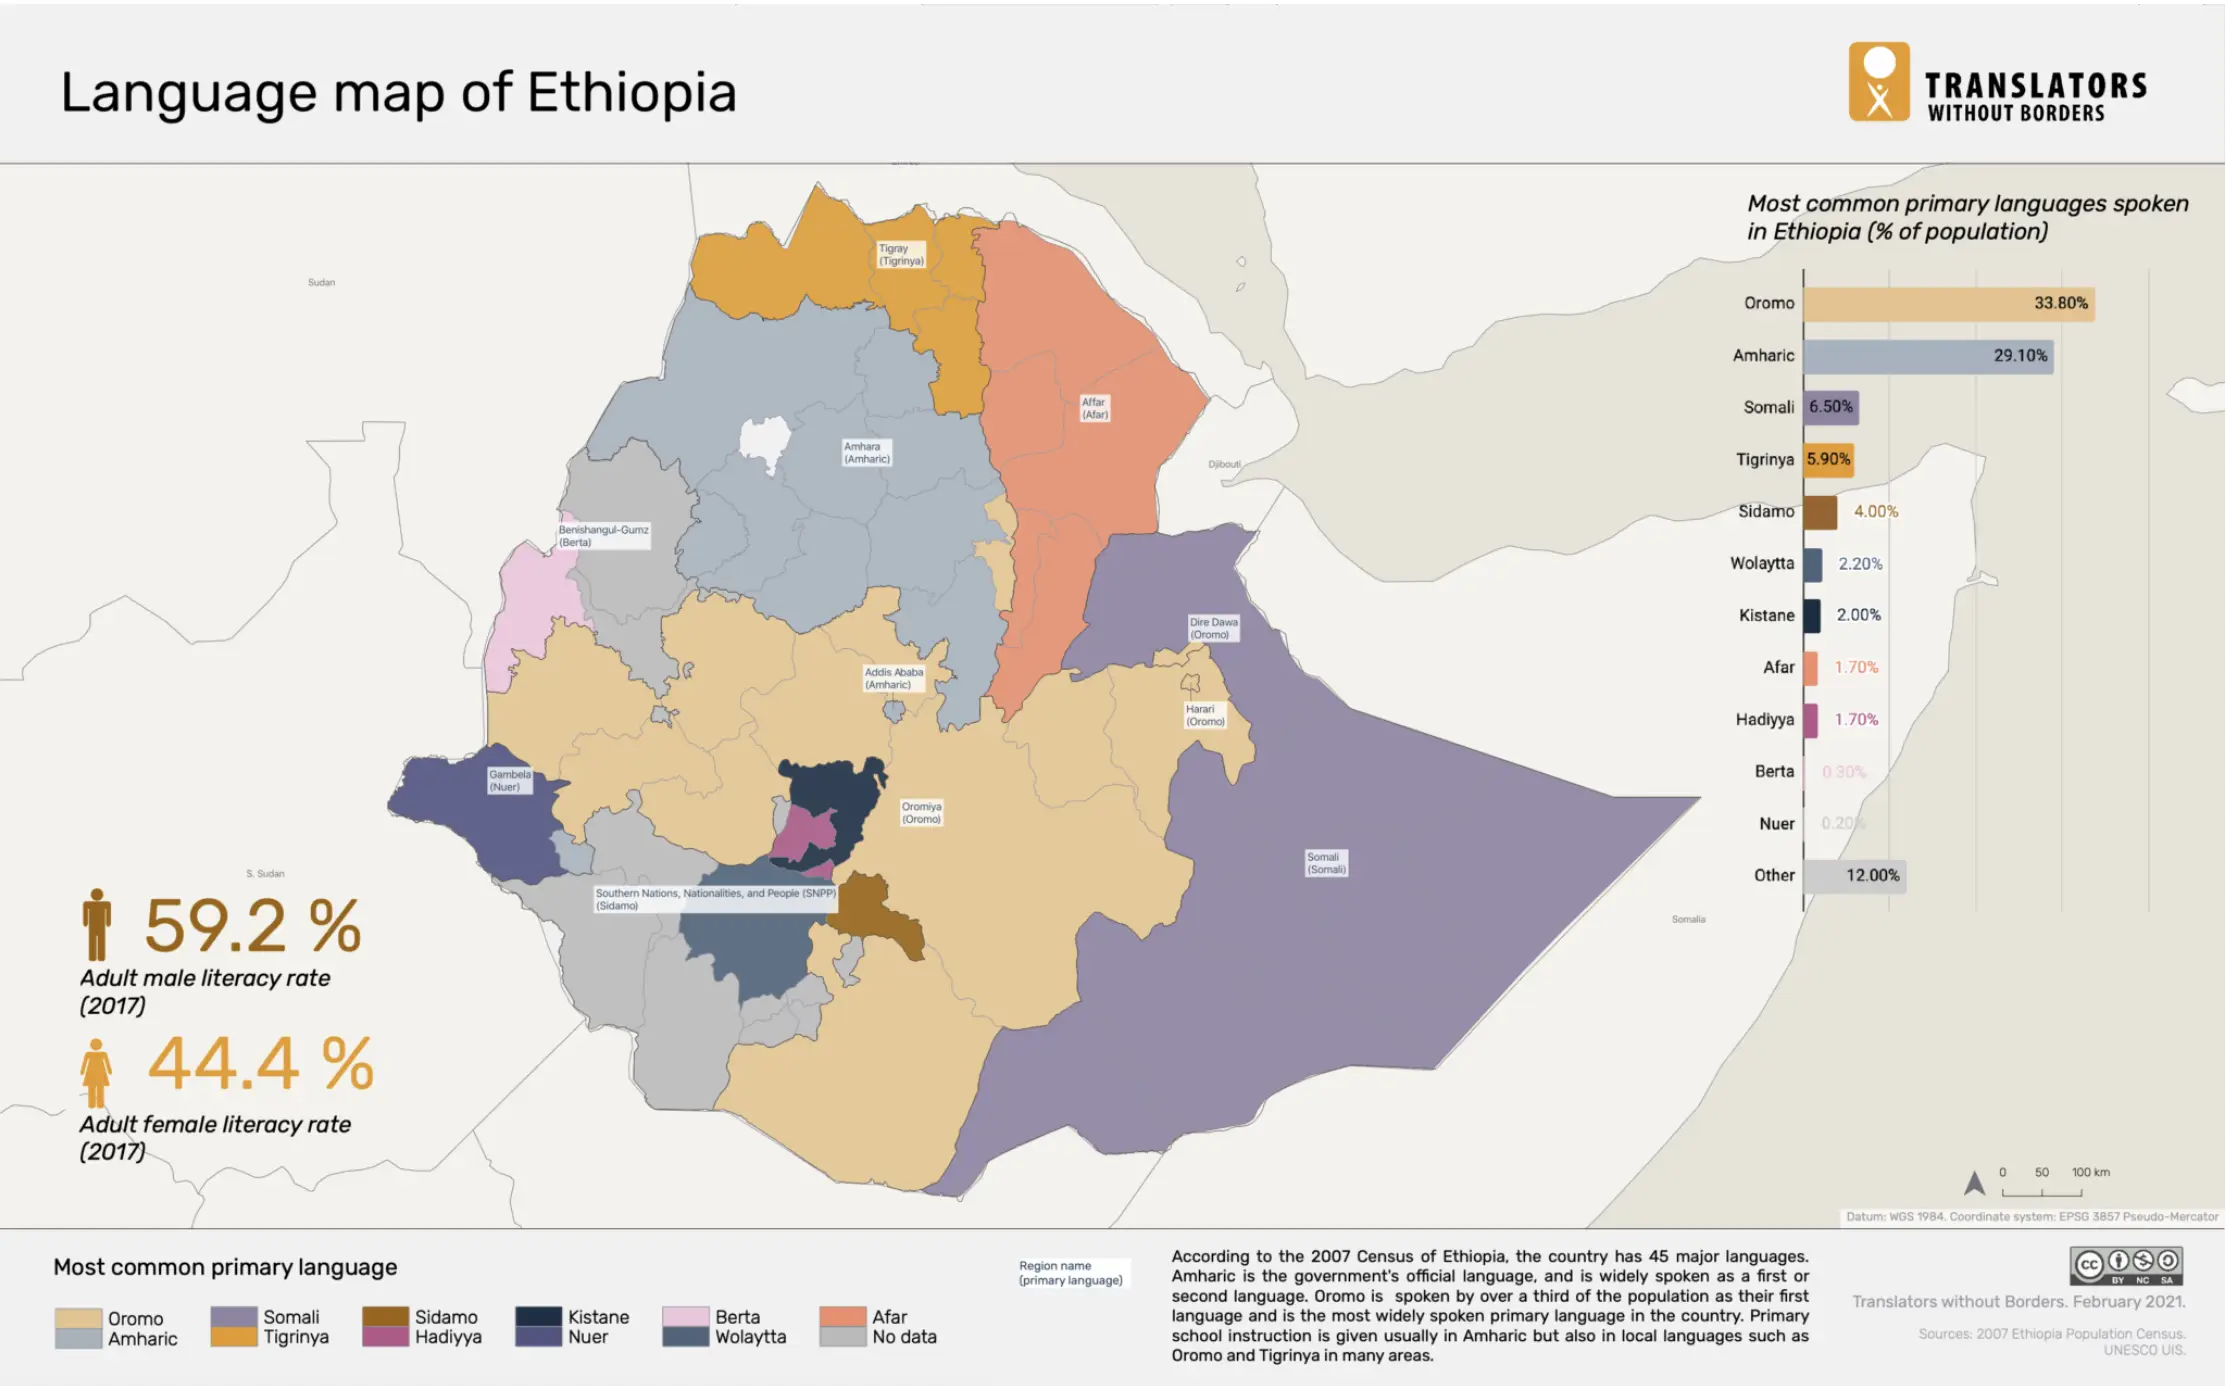 Language map of Ethiopia
TRANSLATORS
WITHOUT BORDERS
Most common primary languages spoken
in Ethiopia (% of population)
Oromo 33.80%
Amharic 29.10%
Somali 6.50%
Tigrinya 5.90%
Sidamo 4.00%
Wolaytta 2.20%
Kistane 2.00%
Afar 1.70%
Hadiyya 1.70%
Berta 0.30%
Nuer 0.20%
Other 12.00%
Sudan
Tigray
(Tigrinya)
Affar
(Afar)
Amhara
(Amharic)
Djibouti
Benishangul-Gumz
(Berta)
Dire Dawa
(Oromo)
Addis Ababa
(Amharic)
Harari
(Oromo)
Gambela
(Nuer)
Oromiya
(Oromo)
Somali
(Somali)
S. Sudan
Southern Nations, Nationalities, and People (SNPP)
(Sidamo)
Somalia
59.2 %
Adult male literacy rate
(2017)
44.4 %
Adult female literacy rate
(2017)
0 50 100 km
Datum: WGS 1984. Coordinate system: EPSG 3857 Pseudo-Mercator
Most common primary language
Oromo Somali Sidamo Kistane Berta Afar
Amharic Tigrinya Hadiyya Nuer Wolaytta No data
Region name
(primary language)
According to the 2007 Census of Ethiopia, the country has 45 major languages.
Amharic is the government's official language, and is widely spoken as a first or
second language. Oromo is spoken by over a third of the population as their first
language and is the most widely spoken primary language in the country. Primary
school instruction is given usually in Amharic but also in local languages such as
Oromo and Tigrinya in many areas.
cc BY NC SA
Translators without Borders. February 2021.
Sources: 2007 Ethiopia Population Census.
UNESCO UIS.